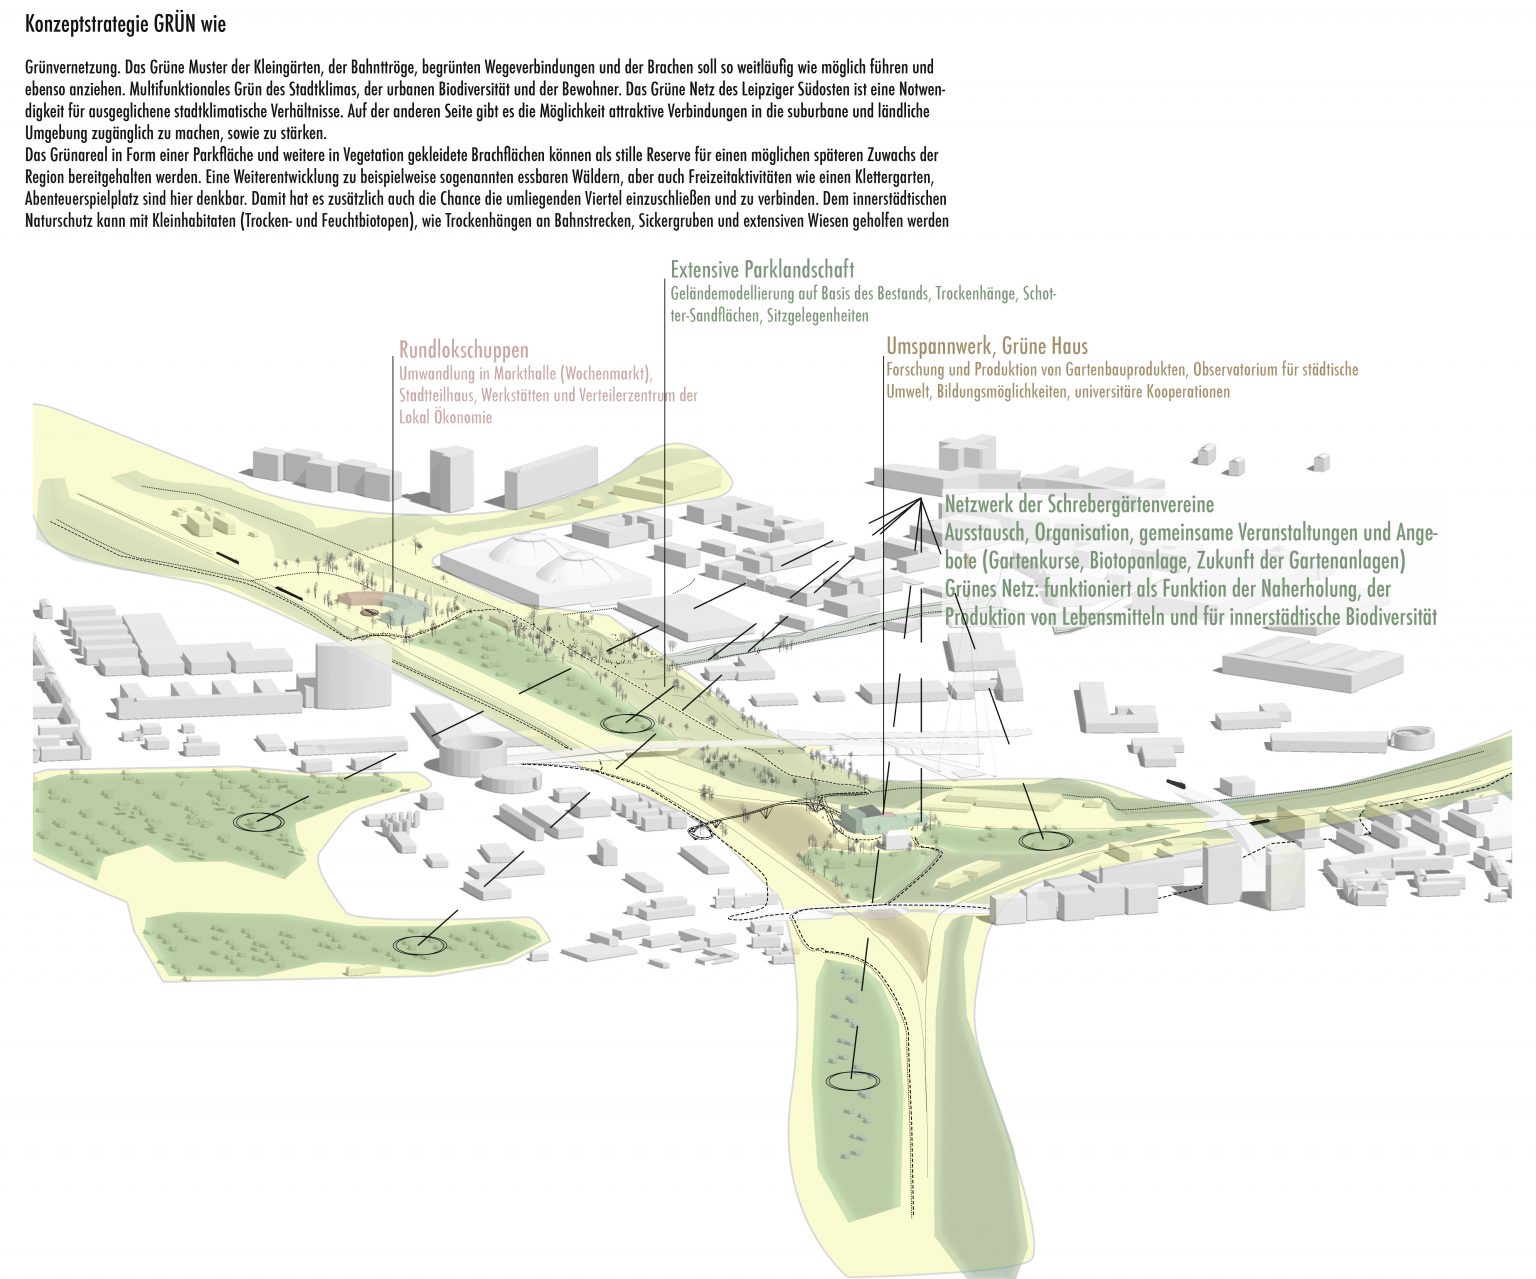 Konzeptstrategie GRÜN wie
Grünvernetzung. Das Grüne Muster der Kleingärten, der Bahnttröge, begrünten Wegeverbindungen und der Brachen soll so weitläufig wie möglich führen und
ebenso anziehen. Multifunktionales Grün des Stadtklimas, der urbanen Biodiversität und der Bewohner. Das Grüne Netz des Leipziger Südosten ist eine Notwen-
digkeit für ausgeglichene stadtklimatische Verhältnisse. Auf der anderen Seite gibt es die Möglichkeit attraktive Verbindungen in die suburbane und ländliche
Umgebung zugänglich zu machen, sowie zu stärken.
Das Grünareal in Form einer Parkfläche und weitere in Vegetation gekleidete Brachflächen können als stille Reserve für einen möglichen späteren Zuwachs der
Region bereitgehalten werden. Eine Weiterentwicklung zu beispielweise sogenannten essbaren Wäldern, aber auch Freizeitaktivitäten wie einen Klettergarten,
Abenteuerspielplatz sind hier denkbar. Damit hat es zusätzlich auch die Chance die umliegenden Viertel einzuschließen und zu verbinden. Dem innerstädtischen
Naturschutz kann mit Kleinhabitaten (Trocken- und Feuchtbiotopen), wie Trockenhängen an Bahnstrecken, Sickergruben und extensiven Wiesen geholfen werden
Extensive Parklandschaft
Geländemodellierung auf Basis des Bestands, Trockenhänge, Schot-
ter-Sandflächen, Sitzgelegenheiten
Rundlokschuppen
Umwandlung in Markthalle (Wochenmarkt),
Stadtteilhaus, Werkstätten und Verteilerzentrum der
Lokal Ökonomie
Umspannwerk, Grüne Haus
Forschung und Produktion von Gartenbauprodukten, Observatorium für städtische
Umwelt, Bildungsmöglichkeiten, universitäre Kooperationen
Netzwerk der Schrebergärtenvereine
Ausstausch, Organisation, gemeinsame Veranstaltungen und Ange-
bote (Gartenkurse, Biotopanlage, Zukunft der Gartenanlagen)
Grünes Netz: funktioniert als Funktion der Naherholung, der
Produktion von Lebensmitteln und für innerstädtische Biodiversität